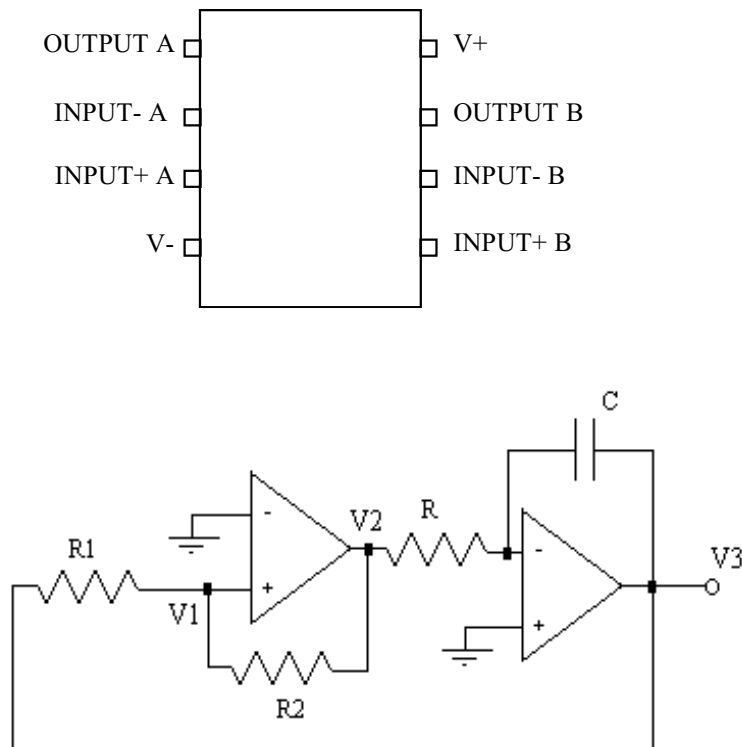 OUTPUT A
V+
INPUT- A
OUTPUT B
INPUT+ A
INPUT- B
V-
INPUT+ B
C
-
V2
R
-
V3
R1
V1
+
+
R2